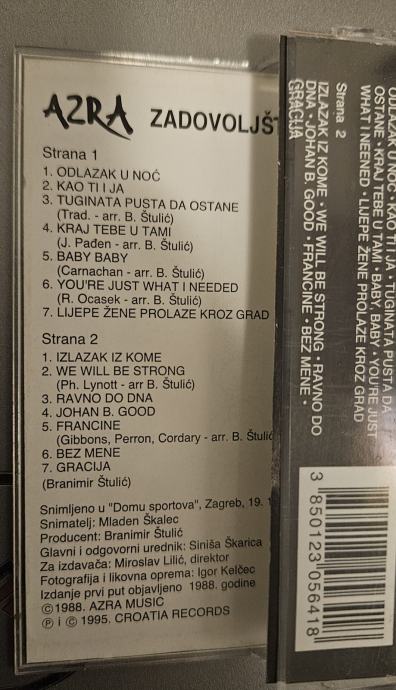 AZRA ZADOVOLJŠT
Strana 1
1. ODLAZAK U NOĆ
2. KAO TI I JA
3. TUGINATA PUSTA DA OSTANE
(Trad. - arr. B. Štulić)
4. KRAJ TEBE U TAMI
(J. Pađen - arr B. Štulić)
5. BABY BABY
(Carnachan - arr. B. Štulić)
6. YOU'RE JUST WHAT I NEEDED
(R. Ocasek - arr B. Štulić)
7. LIJEPE ŽENE PROLAZE KROZ GRAD
Strana 2
1. IZLAZAK IZ KOME
2. WE WILL BE STRONG
(Ph. Lynott - arr B. Štulić)
3. RAVNO DO DNA
4. JOHAN B. GOOD
5. FRANCINE
(Gibbons, Perron, Cordary - arr. B. Štulić
6. BEZ MENE
7. GRACIJA
(Branimir Štulić)
Snimljeno u "Domu sportova", Zagreb, 19. 1
Snimatelj: Mladen Škalec
Producent: Branimir Štulić
Glavni i odgovorni urednik: Siniša Škarica
Za izdavača: Miroslav Lilić, direktor
Fotografija i likovna oprema: Igor Kelčec
Izdanje prvi put objavljeno 1988. godine
©1988. AZRA MUSIC
℗ i © 1995. CROATIA RECORDS
ODLAZAK U NOĆ • KAO TI I JA • TUGINATA PUSTA DA
OSTANE • KRAJ TEBE U TAMI • BABY, BABY • YOU'RE JUST
WHAT I NEENED • LIJEPE ŽENE PROLAZE KROZ GRAD
Strana 2
IZLAZAK IZ KOME • WE WILL BE STRONG • RAVNO DO
DNA • JOHAN B. GOOD • FRANCINE • BEZ MENE •
GRACIJA
3 850123 056418